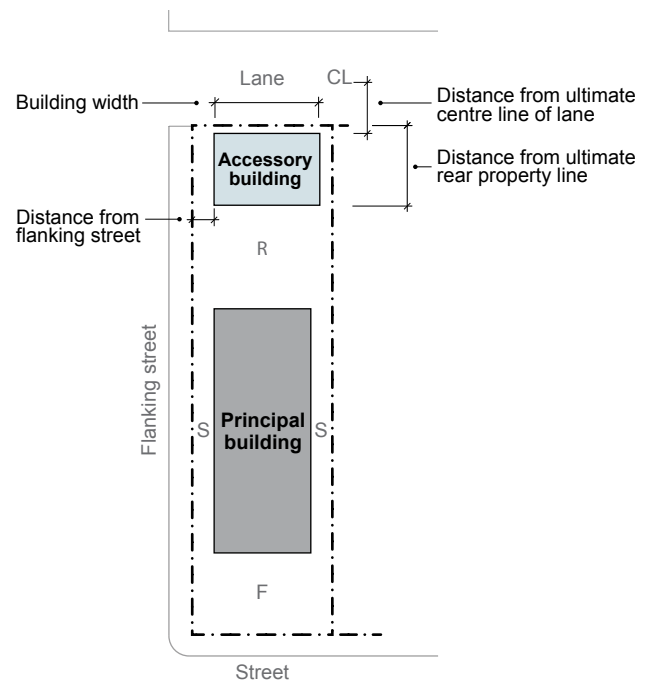 Lane
CL
Building width
Distance from ultimate
centre line of lane
Accessory
building
Distance from ultimate
rear property line
Distance from
flanking street
R
Flanking street
S
Principal
building
S
F
Street